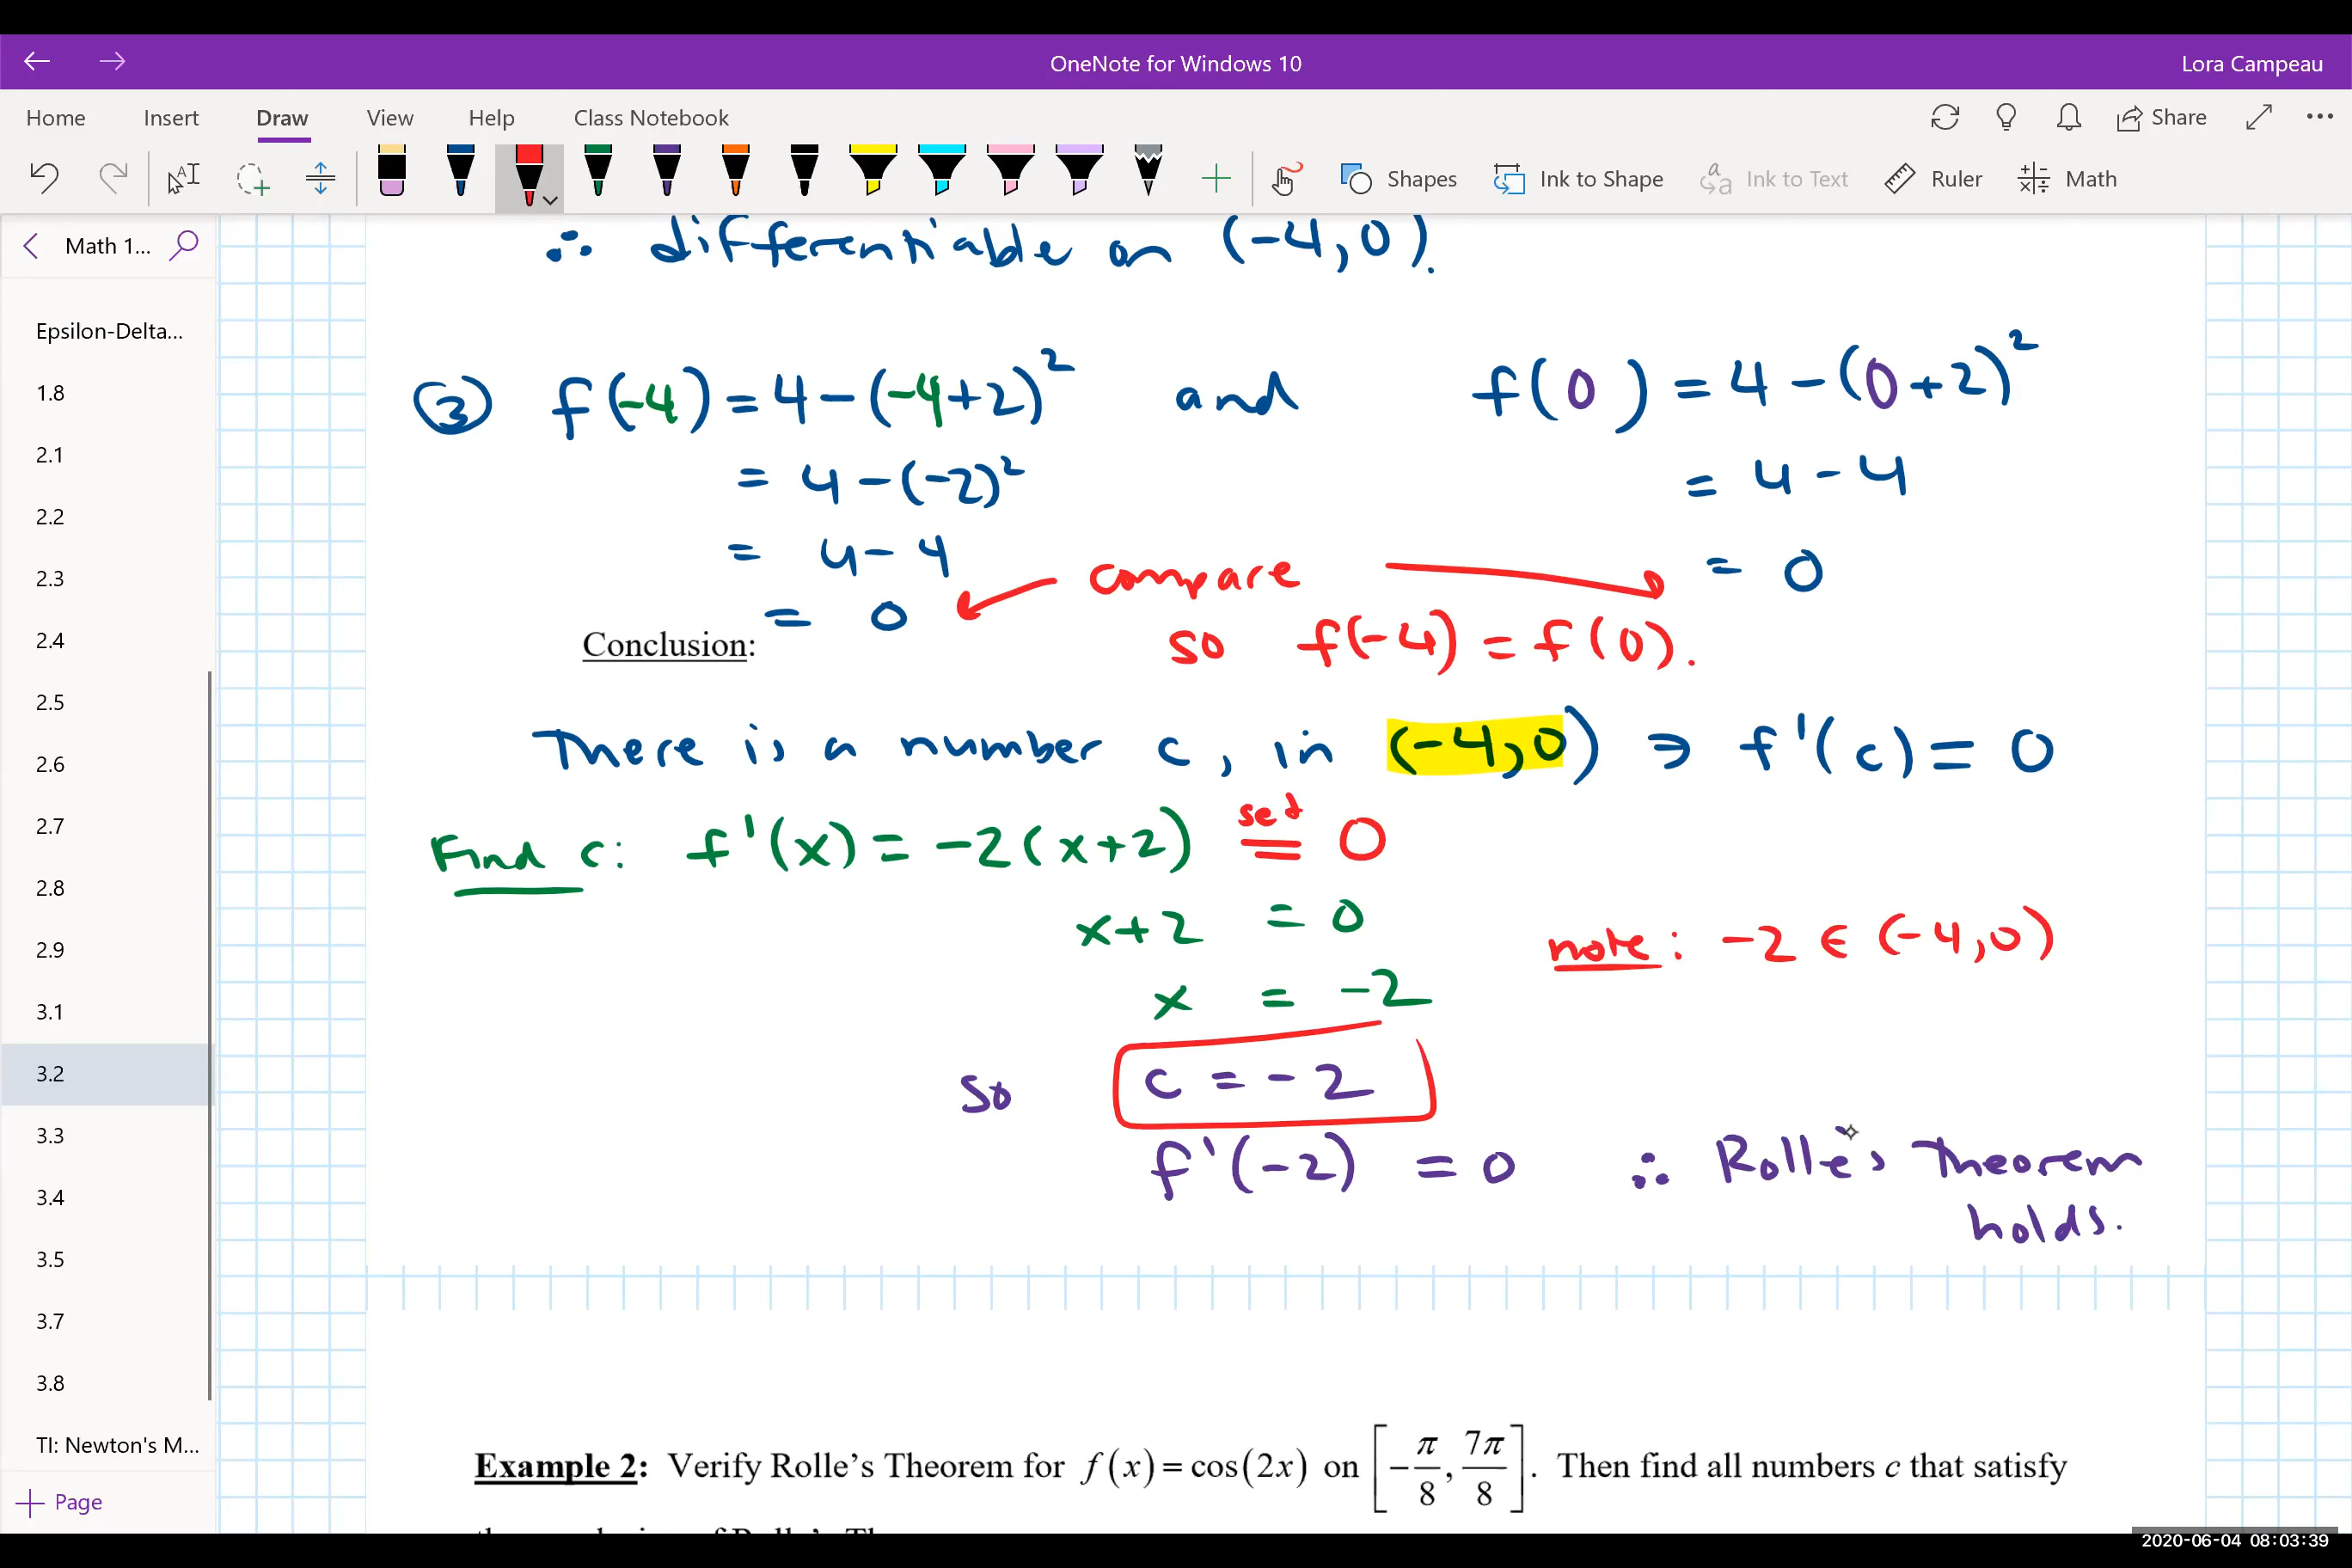 OneNote for Windows 10
Lora Campeau
Home Insert Draw View Help Class Notebook
Share
Shapes Ink to Shape Ink to Text Ruler Math
Math 1...
Epsilon-Delta...
1.8
2.1
2.2
2.3
2.4
2.5
2.6
2.7
2.8
2.9
3.1
3.2
3.3
3.4
3.5
3.7
3.8
TI: Newton's M...
+ Page
∴ differentiable on (-4,0).
③ f(-4) = 4-(-4+2)² and f(0) = 4-(0+2)²
= 4-(-2)² = 4-4
= 4-4 = 0
= 0
compare
so f(-4) = f(0).
Conclusion:
There is a number c, in (-4,0) ∋ f'(c) = 0
Find c: f'(x) = -2(x+2) set = 0
x+2 = 0
note: -2 ∈ (-4,0)
x = -2
so c = -2
f'(-2) = 0 ∴ Rolle's Theorem
holds.
Example 2: Verify Rolle's Theorem for f(x) = cos(2x) on [-π/8, 7π/8]. Then find all numbers c that satisfy
2020-06-04 08:03:39